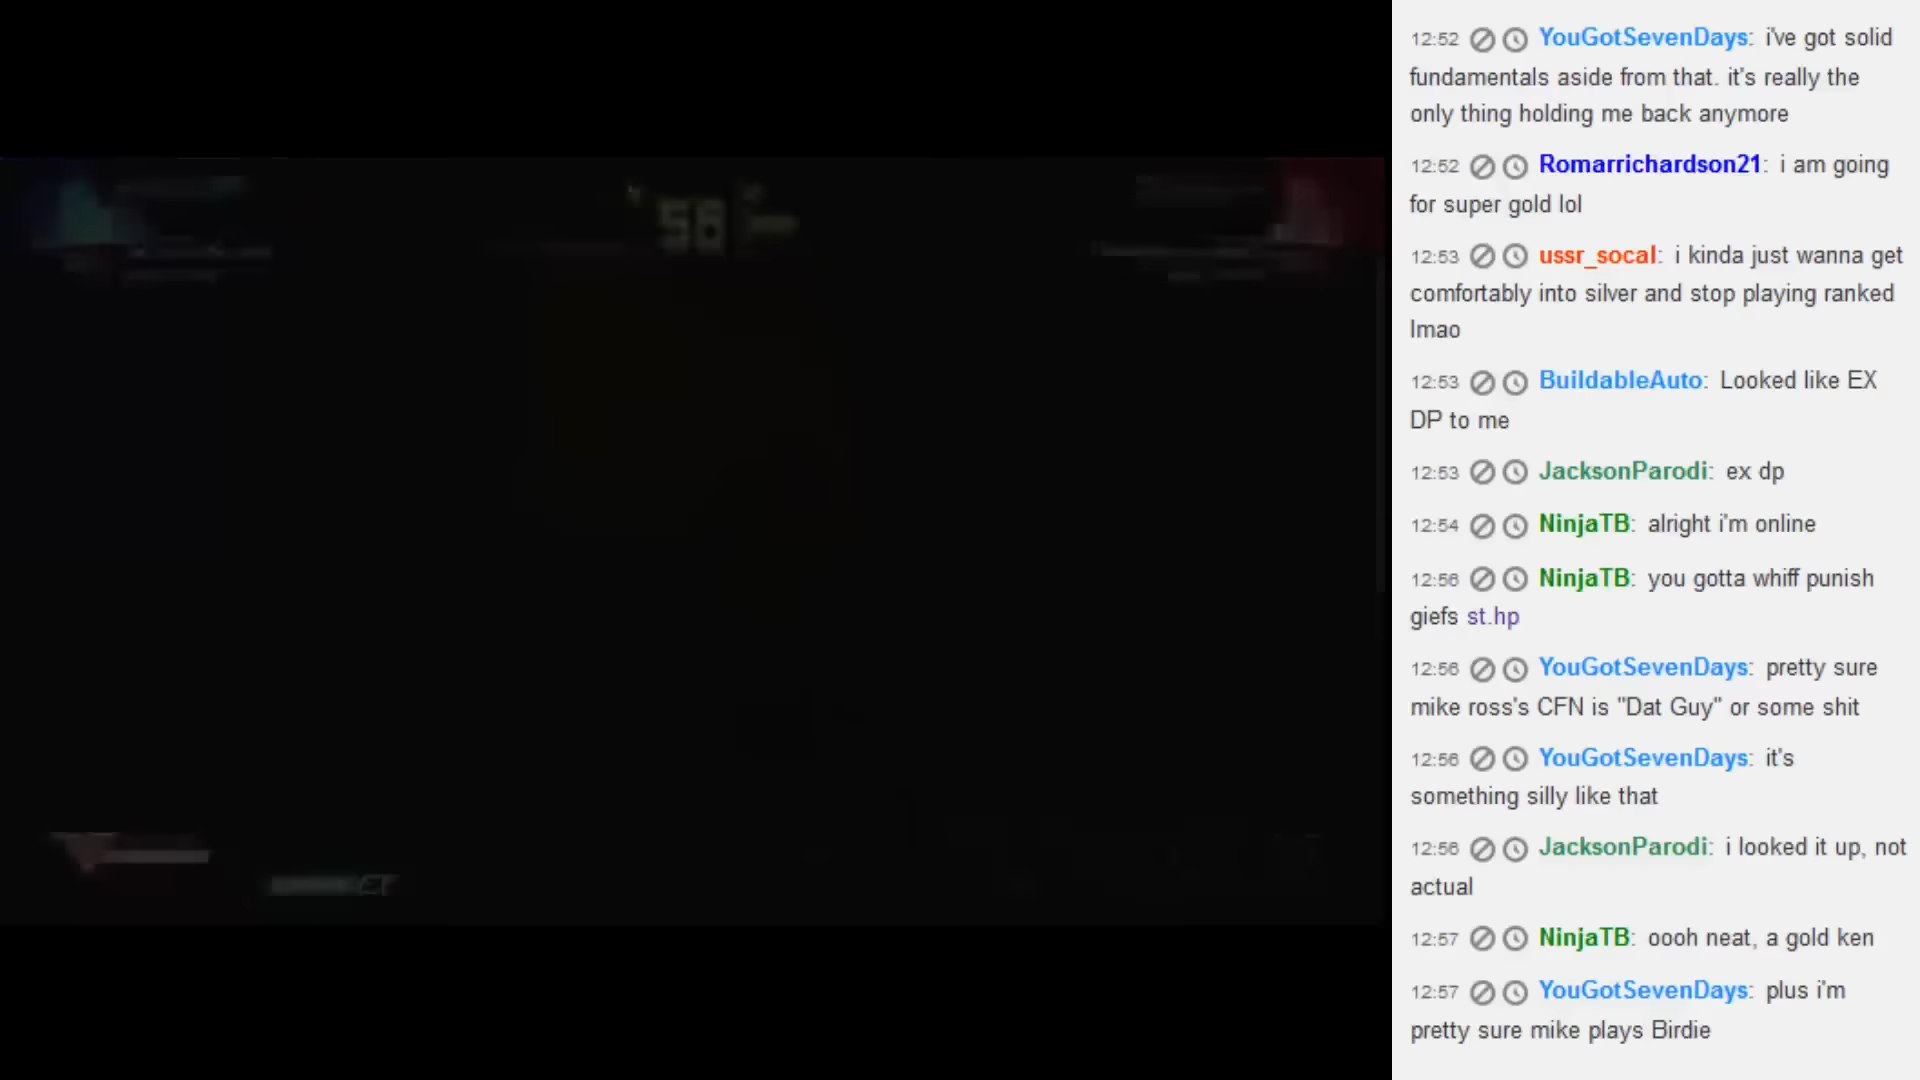 56
12:52 YouGotSevenDays: i've got solid
fundamentals aside from that. it's really the
only thing holding me back anymore
12:52 Romarrichardson21: i am going
for super gold lol
12:53 ussr_socal: i kinda just wanna get
comfortably into silver and stop playing ranked
lmao
12:53 BuildableAuto: Looked like EX
DP to me
12:53 JacksonParodi: ex dp
12:54 NinjaTB: alright i'm online
12:56 NinjaTB: you gotta whiff punish
giefs st.hp
12:56 YouGotSevenDays: pretty sure
mike ross's CFN is "Dat Guy" or some shit
12:56 YouGotSevenDays: it's
something silly like that
12:56 JacksonParodi: i looked it up, not
actual
12:57 NinjaTB: oooh neat, a gold ken
12:57 YouGotSevenDays: plus i'm
pretty sure mike plays Birdie